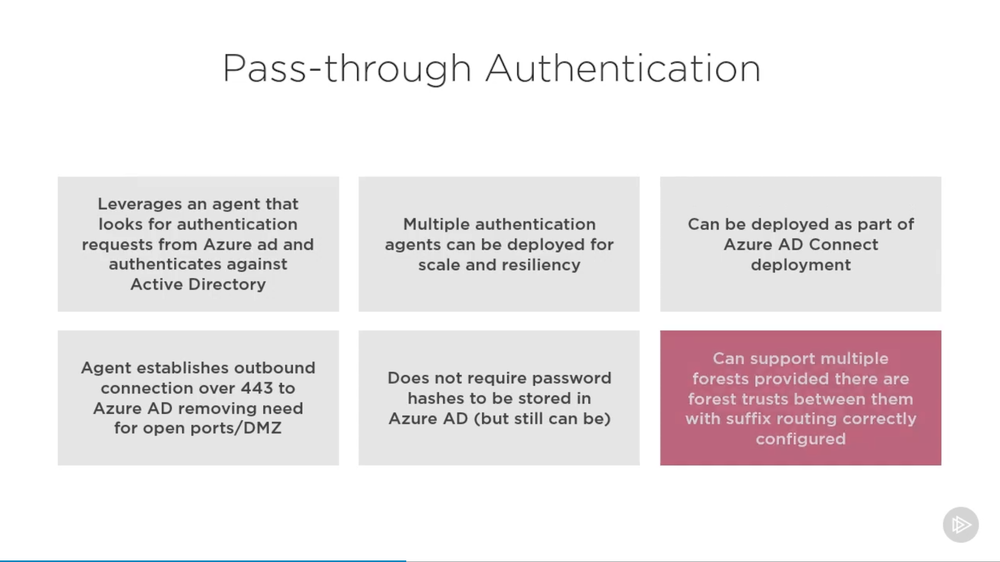 Pass-through Authentication
Leverages an agent that
looks for authentication
requests from Azure ad and
authenticates against
Active Directory
Multiple authentication
agents can be deployed for
scale and resiliency
Can be deployed as part of
Azure AD Connect
deployment
Agent establishes outbound
connection over 443 to
Azure AD removing need
for open ports/DMZ
Does not require password
hashes to be stored in
Azure AD (but still can be)
Can support multiple
forests provided there are
forest trusts between them
with suffix routing correctly
configured